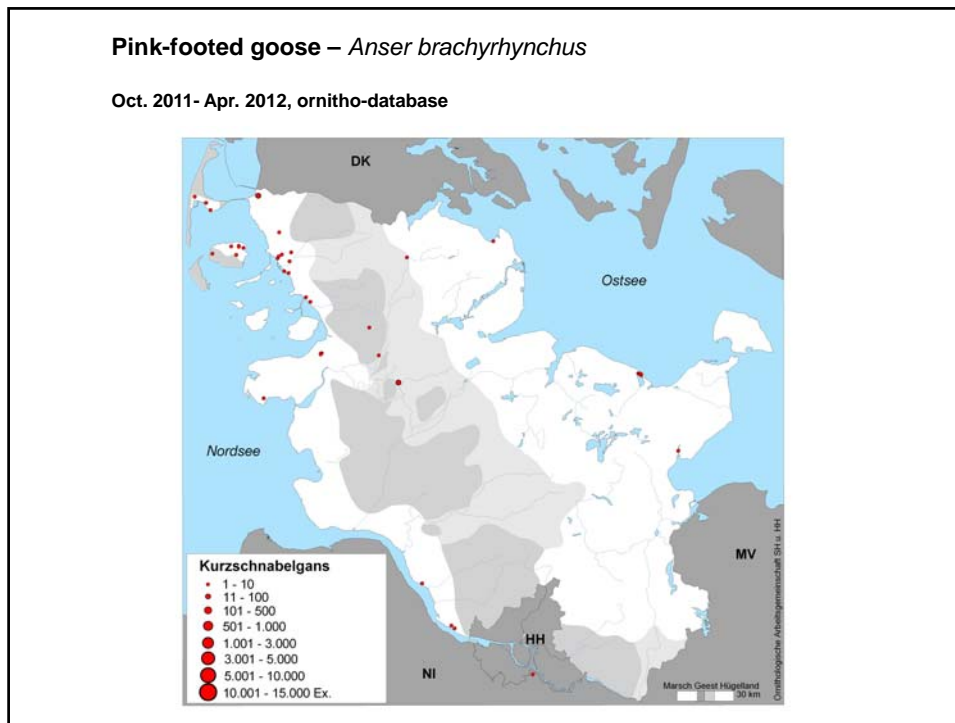 Pink-footed goose – Anser brachyrhynchus
Oct. 2011- Apr. 2012, ornitho-database
DK
Ostsee
Nordsee
MV
HH
NI
Kurzschnabelgans
1 - 10
11 - 100
101 - 500
501 - 1.000
1.001 - 3.000
3.001 - 5.000
5.001 - 10.000
10.001 - 15.000 Ex.
Marsch Geest Hügelland
30 km
Ornithologische Arbeitsgemeinschaft SH u. HH